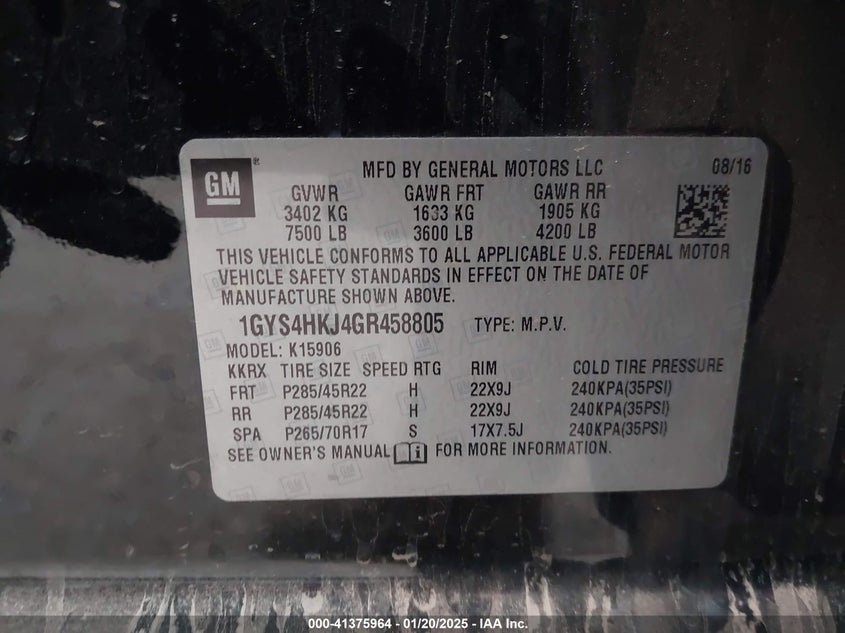 GM® MFD BY GENERAL MOTORS LLC 08/16
GVWR GAWR FRT GAWR RR
3402 KG 1633 KG 1905 KG
7500 LB 3600 LB 4200 LB
THIS VEHICLE CONFORMS TO ALL APPLICABLE U.S. FEDERAL MOTOR
VEHICLE SAFETY STANDARDS IN EFFECT ON THE DATE OF
MANUFACTURE SHOWN ABOVE.
1GYS4HKJ4GR458805 TYPE: M.P.V.
MODEL: K15906
KKRX TIRE SIZE SPEED RTG RIM COLD TIRE PRESSURE
FRT P285/45R22 H 22X9J 240KPA(35PSI)
RR P285/45R22 H 22X9J 240KPA(35PSI)
SPA P265/70R17 S 17X7.5J 240KPA(35PSI)
SEE OWNER'S MANUAL FOR MORE INFORMATION.
000-41375964 - 01/20/2025 - IAA Inc.